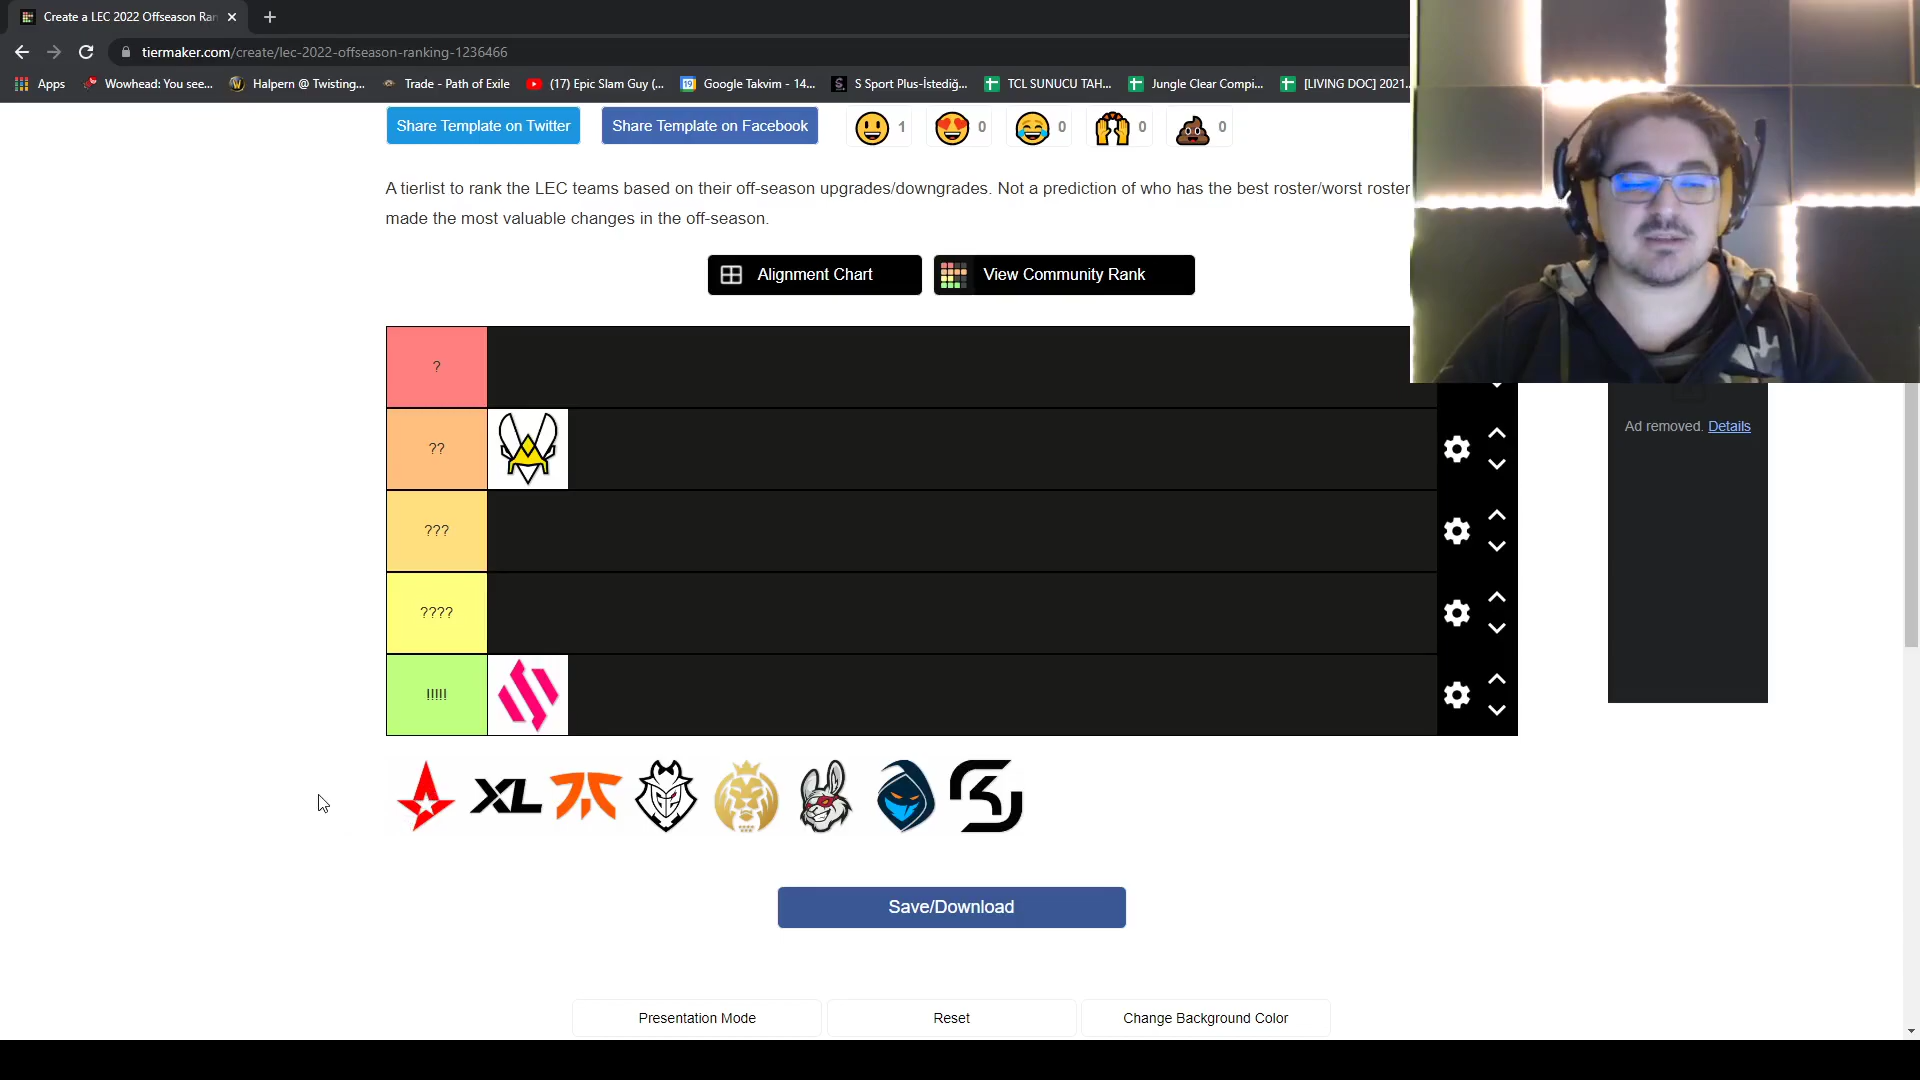 Create a LEC 2022 Offseason Ran
tiermaker.com/create/lec-2022-offseason-ranking-1236466
Apps
Wowhead: You see...
Halpern @ Twisting...
Trade - Path of Exile
(17) Epic Slam Guy (...
Google Takvim - 14...
S Sport Plus-İstediğ...
TCL SUNUCU TAH...
Jungle Clear Compi...
[LIVING DOC] 2021...
Share Template on Twitter
Share Template on Facebook
1
0
0
0
0
A tierlist to rank the LEC teams based on their off-season upgrades/downgrades. Not a prediction of who has the best roster/worst roster
made the most valuable changes in the off-season.
Alignment Chart
View Community Rank
?
??
???
????
!!!!!
Ad removed. Details
XL
Save/Download
Presentation Mode
Reset
Change Background Color